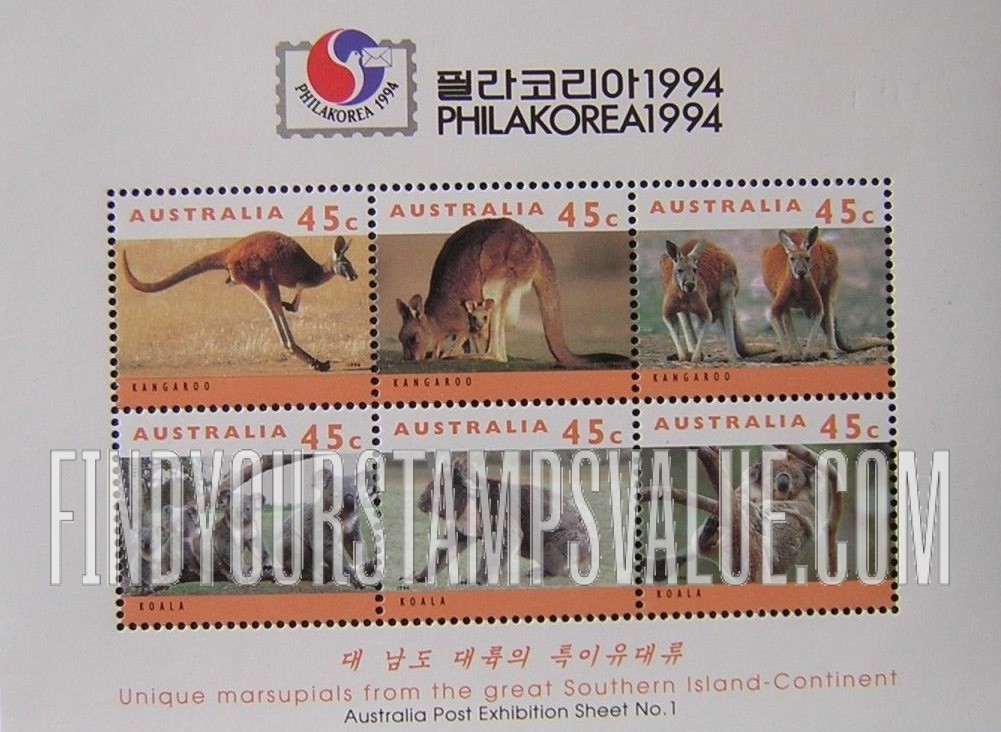 PHILAKOREA 1994
필라코리아1994
PHILAKOREA1994
AUSTRALIA 45c
AUSTRALIA 45c
AUSTRALIA 45c
KANGAROO
KANGAROO
KANGAROO
AUSTRALIA 45c
AUSTRALIA 45c
AUSTRALIA 45c
FINDYOURSTAMPSVALUE.COM
KOALA
KOALA
KOALA
대 남도 대륙의 특이유대류
Unique marsupials from the great Southern Island-Continent
Australia Post Exhibition Sheet No.1